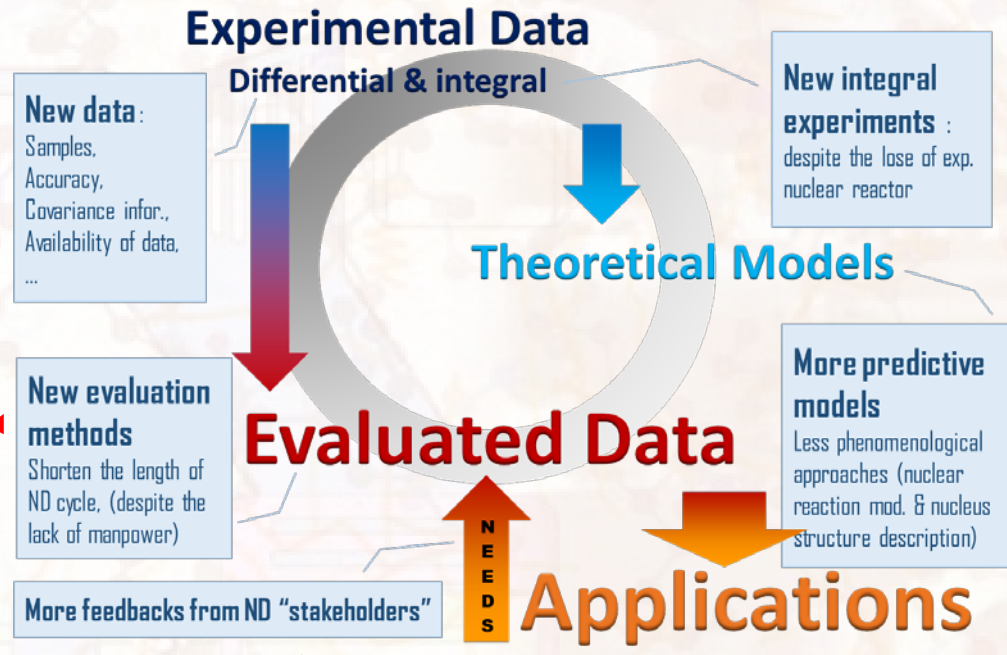 Experimental Data
Differential & integral
New data :
Samples,
Accuracy,
Covariance infor.,
Availability of data,
...
New integral
experiments :
despite the lose of exp.
nuclear reactor
Theoretical Models
More predictive
models
Less phenomenological
approaches (nuclear
reaction mod. & nucleus
structure description)
New evaluation
methods
Shorten the length of
ND cycle, (despite the
lack of manpower)
Evaluated Data
NEEDS
More feedbacks from ND “stakeholders”
Applications